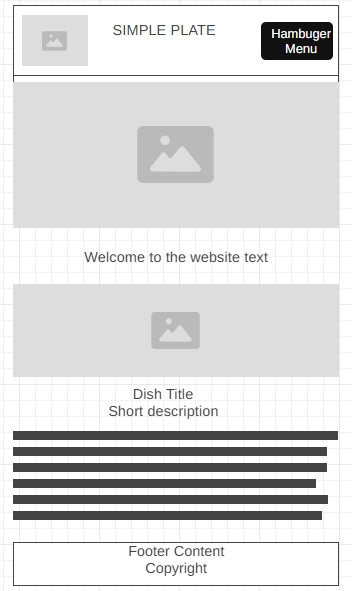 SIMPLE PLATE
Hambuger
Menu
Welcome to the website text
Dish Title
Short description
Footer Content
Copyright